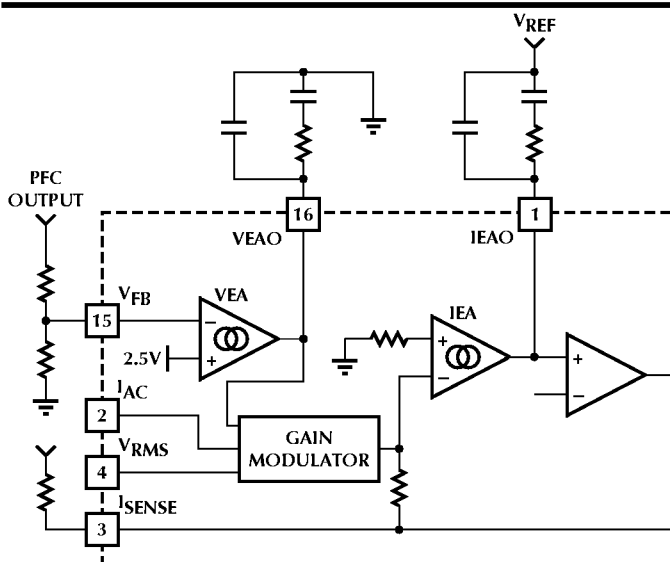 VREF
PFC
OUTPUT
16
1
VEAO
IEAO
VFB
VEA
IEA
15
−
+
2.5V
+
−
+
−
IAC
2
VRMS
4
GAIN
MODULATOR
ISENSE
3